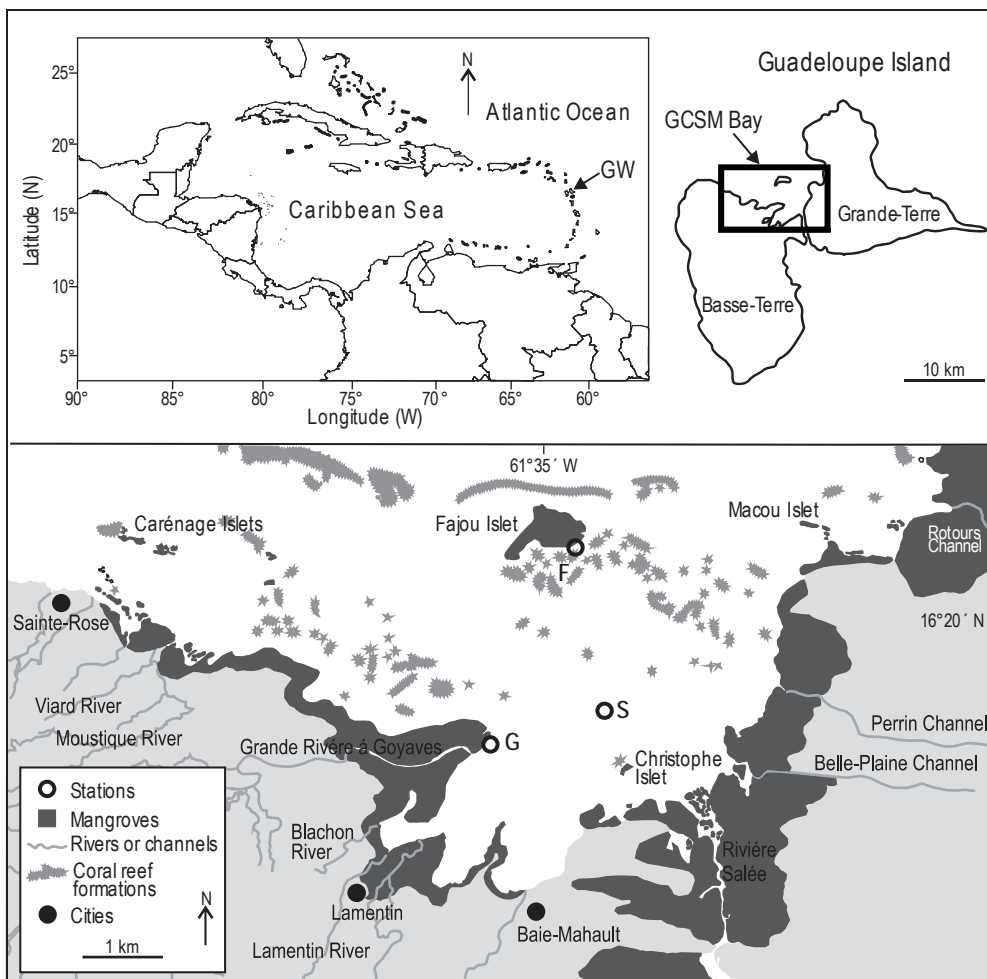 25°
20°
15°
10°
5°
Latitude (N)
N
Atlantic Ocean
GW
Caribbean Sea
90°
80°
75°
70°
65°
60°
Longitude (W)
Guadeloupe Island
GCSM Bay
Grande-Terre
Basse-Terre
10 km
61°35´ W
Carénage Islets
Fajou Islet
Macou Islet
Rotours
Channel
F
Sainte-Rose
16°20´ N
Viard River
S
Perrin Channel
Moustique River
G
Grande Rivére á Goyaves
Christophe
Islet
Belle-Plaine Channel
Blachon
River
Riviére
Salée
Lamentin
Baie-Mahault
Lamentin River
Stations
Mangroves
Rivers or channels
Coral reef
formations
Cities
N
1 km